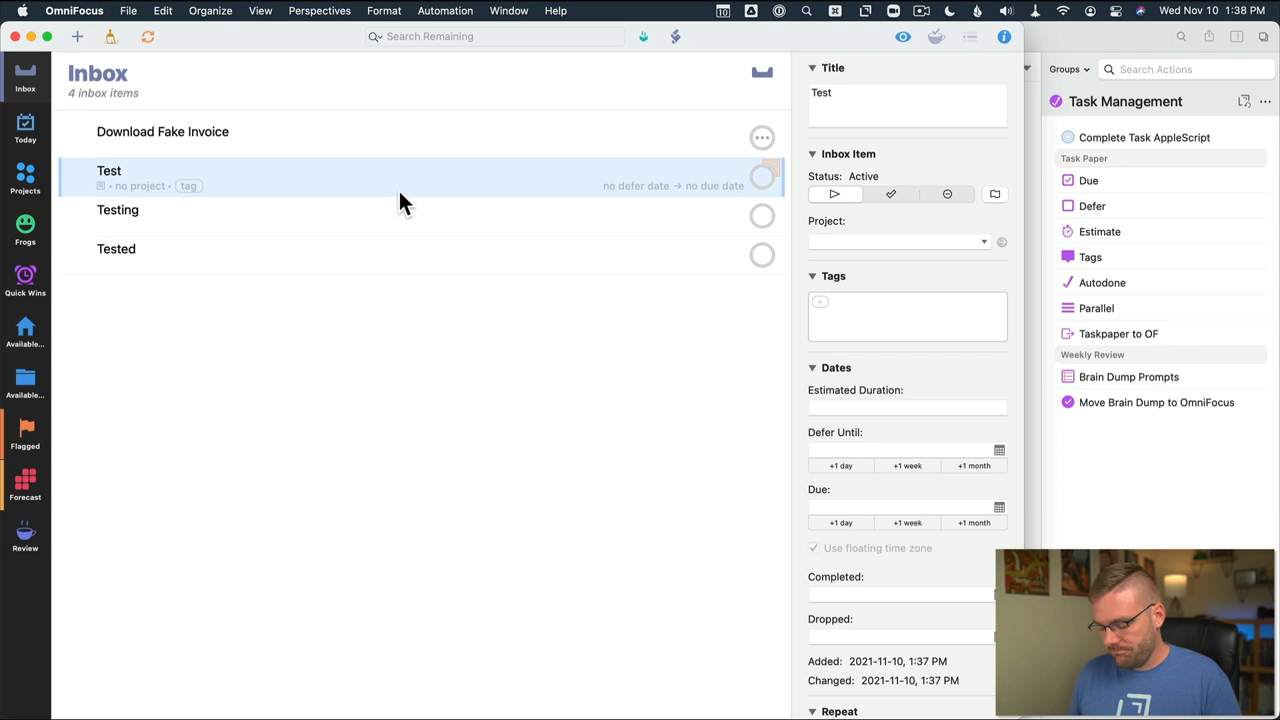 OmniFocus File Edit Organize View Perspectives Format Automation Window Help 10 Wed Nov 10 1:38 PM
Search Remaining
Inbox
Today
Projects
Frogs
Quick Wins
Available...
Available...
Flagged
Forecast
Review
Inbox
4 inbox items
Download Fake Invoice
Test
no project • tag no defer date → no due date
Testing
Tested
Title
Test
Inbox Item
Status: Active
Project:
Tags
Dates
Estimated Duration:
Defer Until:
+1 day +1 week +1 month
Due:
+1 day +1 week +1 month
Use floating time zone
Completed:
Dropped:
Added: 2021-11-10, 1:37 PM
Changed: 2021-11-10, 1:37 PM
Repeat
Groups Search Actions
Task Management
Complete Task AppleScript
Task Paper
Due
Defer
Estimate
Tags
Autodone
Parallel
Taskpaper to OF
Weekly Review
Brain Dump Prompts
Move Brain Dump to OmniFocus